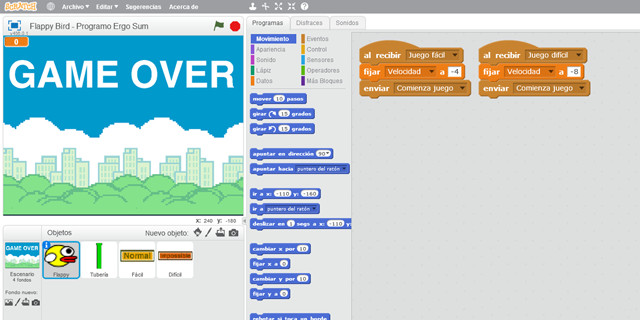 SCRATCH
Archivo
Editar
Sugerencias
Acerca de
Flappy Bird - Programo Ergo Sum
0
GAME OVER
x: 240 y: -180
Objetos
Nuevo objeto:
GAME OVER
Escenario
4 fondos
Fondo nuevo:
Flappy
Tubería
Normal
Fácil
Impossible
Difícil
Programas
Disfraces
Sonidos
Movimiento
Apariencia
Sonido
Lápiz
Datos
Eventos
Control
Sensores
Operadores
Más Bloques
mover 10 pasos
girar 15 grados
girar 15 grados
apuntar en dirección 90
apuntar hacia puntero del ratón
ir a x: -110 y: -160
ir a puntero del ratón
deslizar en 1 segs a x: -110 y:
cambiar x por 10
fijar x a 0
cambiar y por 10
fijar y a 0
rebotar si toca un borde
al recibir Juego fácil
fijar Velocidad a -4
enviar Comienza juego
al recibir Juego difícil
fijar Velocidad a -8
enviar Comienza juego